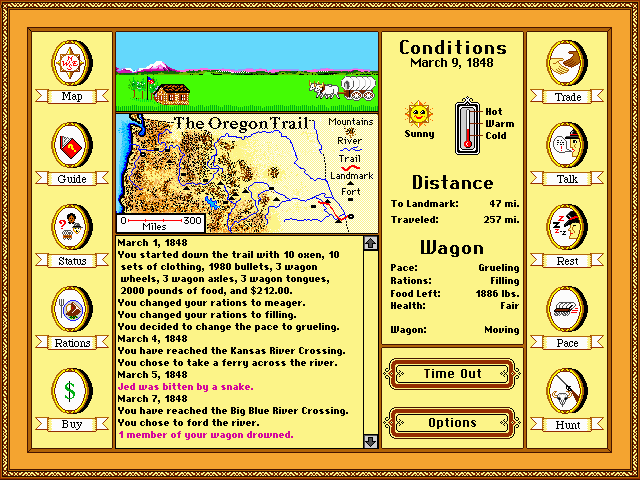 Map
Guide
Status
Rations
Buy
The Oregon Trail
Mountains
River
Trail
Landmark
Fort
0 300
Miles
March 1, 1848
You started down the trail with 10 oxen, 10
sets of clothing, 1980 bullets, 3 wagon
wheels, 3 wagon axles, 3 wagon tongues,
2000 pounds of food, and $212.00.
You changed your rations to meager.
You changed your rations to filling.
You decided to change the pace to grueling.
March 4, 1848
You have reached the Kansas River Crossing.
You chose to take a ferry across the river.
March 5, 1848
Jed was bitten by a snake.
March 7, 1848
You have reached the Big Blue River Crossing.
You chose to ford the river.
1 member of your wagon drowned.
Conditions
March 9, 1848
Sunny
Hot
Warm
Cold
Distance
To Landmark: 47 mi.
Traveled: 257 mi.
Wagon
Pace: Grueling
Rations: Filling
Food Left: 1886 lbs.
Health: Fair
Wagon: Moving
Time Out
Options
Trade
Talk
Rest
Pace
Hunt